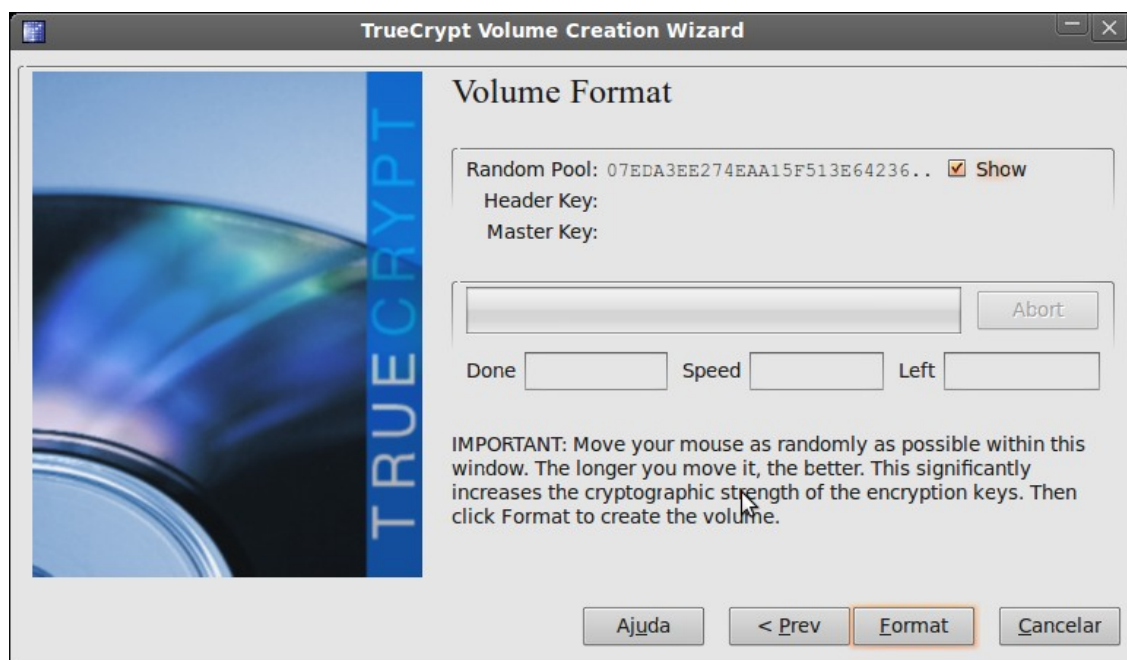 TrueCrypt Volume Creation Wizard
TRUECRYPT
Volume Format
Random Pool: 07EDA3EE274EAA15F513E64236.. Show
Header Key:
Master Key:
Abort
Done Speed Left
IMPORTANT: Move your mouse as randomly as possible within this
window. The longer you move it, the better. This significantly
increases the cryptographic strength of the encryption keys. Then
click Format to create the volume.
Ajuda < Prev Format Cancelar